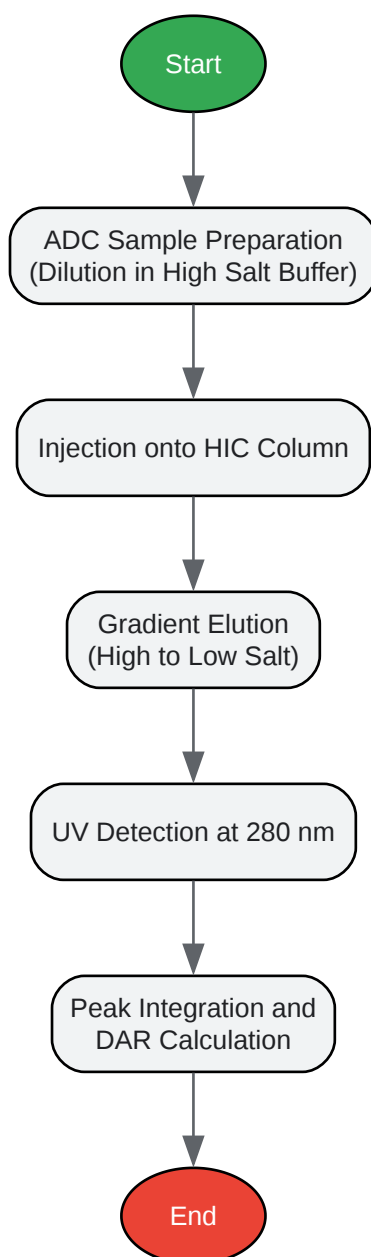 Start
ADC Sample Preparation
(Dilution in High Salt Buffer)
Injection onto HIC Column
Gradient Elution
(High to Low Salt)
UV Detection at 280 nm
Peak Integration and
DAR Calculation
End